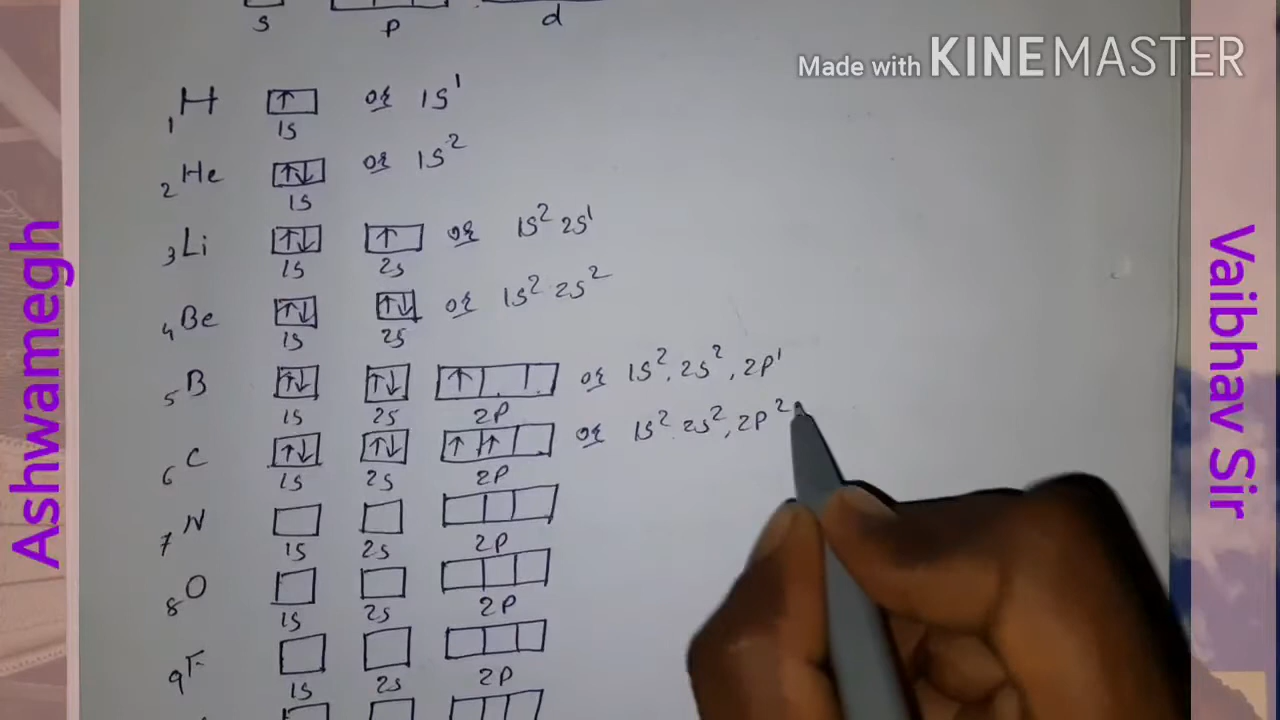 s p d
Made with KINEMASTER
₁H ↑ or 1s¹
1s
₂He ↑↓ or 1s²
1s
₃Li ↑↓ ↑ or 1s² 2s¹
1s 2s
₄Be ↑↓ ↑↓ or 1s² 2s²
1s 2s
₅B ↑↓ ↑↓ ↑ or 1s², 2s², 2p¹
1s 2s 2p
₆C ↑↓ ↑↓ ↑ ↑ or 1s² 2s², 2p²
1s 2s 2p
₇N
1s 2s 2p
₈O
1s 2s 2p
₉F
1s 2s 2p
Ashwamegh
Vaibhav Sir